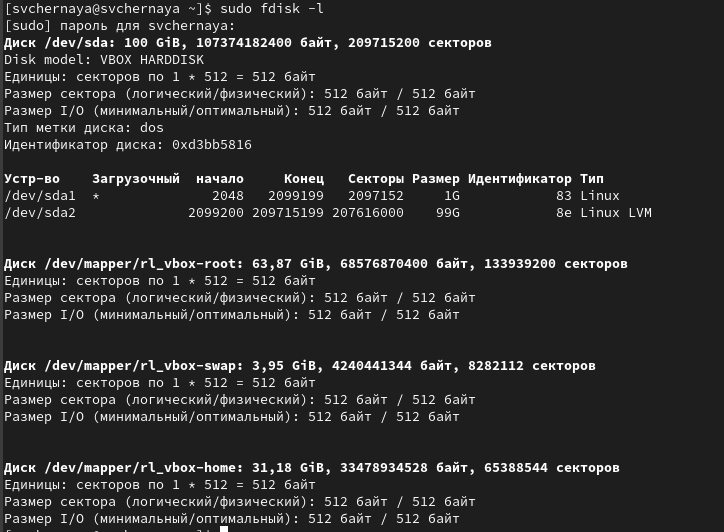 [svchernaya@svchernaya ~]$ sudo fdisk -l
[sudo] пароль для svchernaya:
Диск /dev/sda: 100 GiB, 107374182400 байт, 209715200 секторов
Disk model: VBOX HARDDISK
Единицы: секторов по 1 * 512 = 512 байт
Размер сектора (логический/физический): 512 байт / 512 байт
Размер I/O (минимальный/оптимальный): 512 байт / 512 байт
Тип метки диска: dos
Идентификатор диска: 0xd3bb5816
Устр-во    Загрузочный  начало     Конец   Секторы Размер Идентификатор Тип
/dev/sda1  *              2048   2099199   2097152     1G            83 Linux
/dev/sda2              2099200 209715199 207616000    99G            8e Linux LVM
Диск /dev/mapper/rl_vbox-root: 63,87 GiB, 68576870400 байт, 133939200 секторов
Единицы: секторов по 1 * 512 = 512 байт
Размер сектора (логический/физический): 512 байт / 512 байт
Размер I/O (минимальный/оптимальный): 512 байт / 512 байт
Диск /dev/mapper/rl_vbox-swap: 3,95 GiB, 4240441344 байт, 8282112 секторов
Единицы: секторов по 1 * 512 = 512 байт
Размер сектора (логический/физический): 512 байт / 512 байт
Размер I/O (минимальный/оптимальный): 512 байт / 512 байт
Диск /dev/mapper/rl_vbox-home: 31,18 GiB, 33478934528 байт, 65388544 секторов
Единицы: секторов по 1 * 512 = 512 байт
Размер сектора (логический/физический): 512 байт / 512 байт
Размер I/O (минимальный/оптимальный): 512 байт / 512 байт